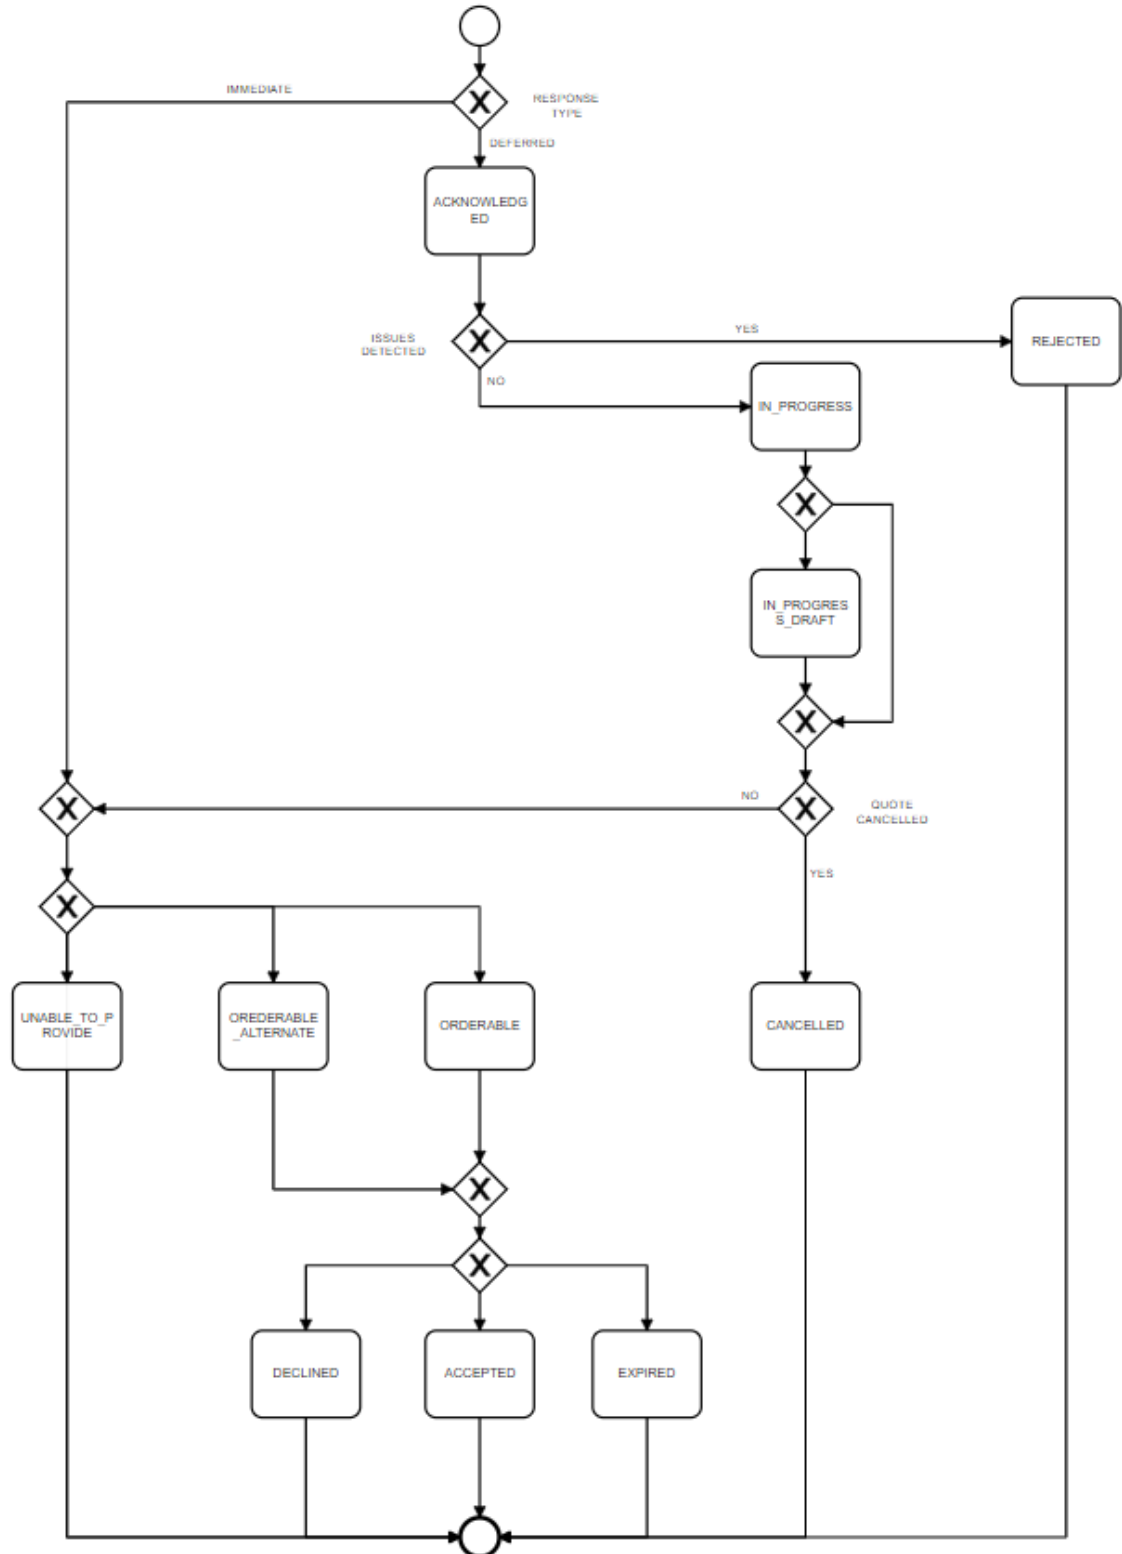 IMMEDIATE
RESPONSE
TYPE
DEFERRED
ACKNOWLEDG
ED
ISSUES
DETECTED
YES
REJECTED
NO
IN_PROGRESS
IN_PROGRES
S_DRAFT
NO
QUOTE
CANCELLED
YES
UNABLE_TO_P
ROVIDE
OREDERABLE
_ALTERNATE
ORDERABLE
CANCELLED
DECLINED
ACCEPTED
EXPIRED